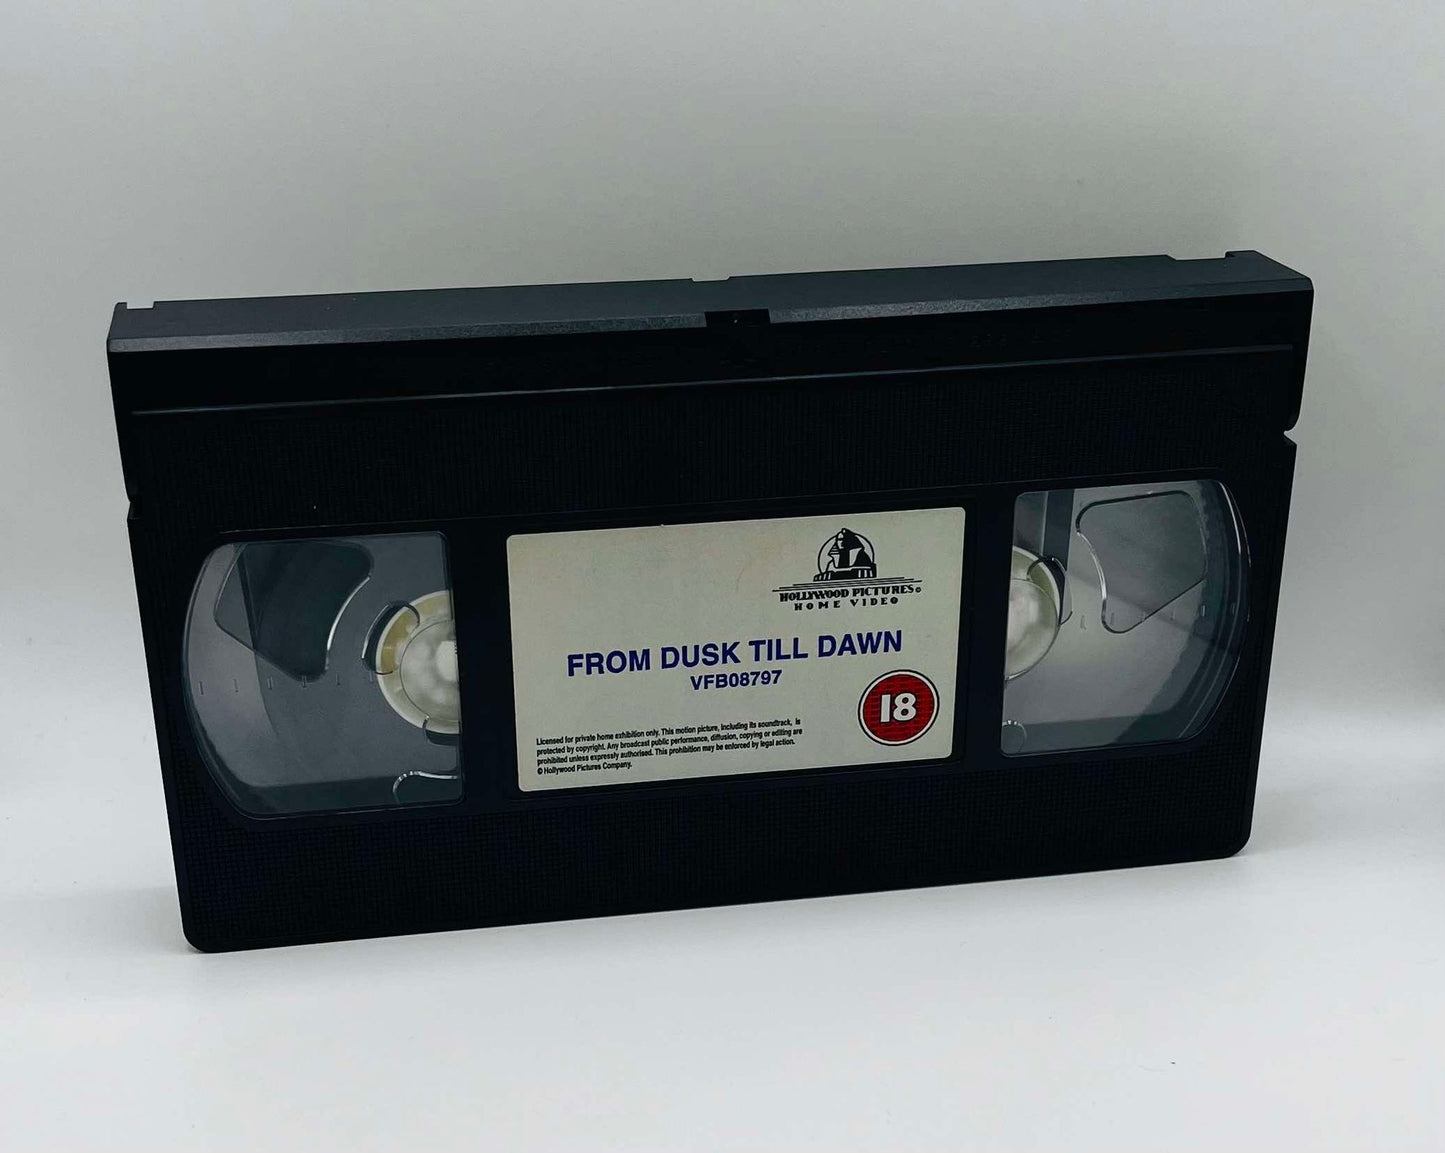 HOLLYWOOD PICTURES
HOME VIDEO
FROM DUSK TILL DAWN
VFB08797
18
Licensed for private home exhibition only. This motion picture, including its soundtrack, is
protected by copyright. Any broadcast public performance, diffusion, copying or editing are
prohibited unless expressly authorised. This prohibition may be enforced by legal action.
© Hollywood Pictures Company.